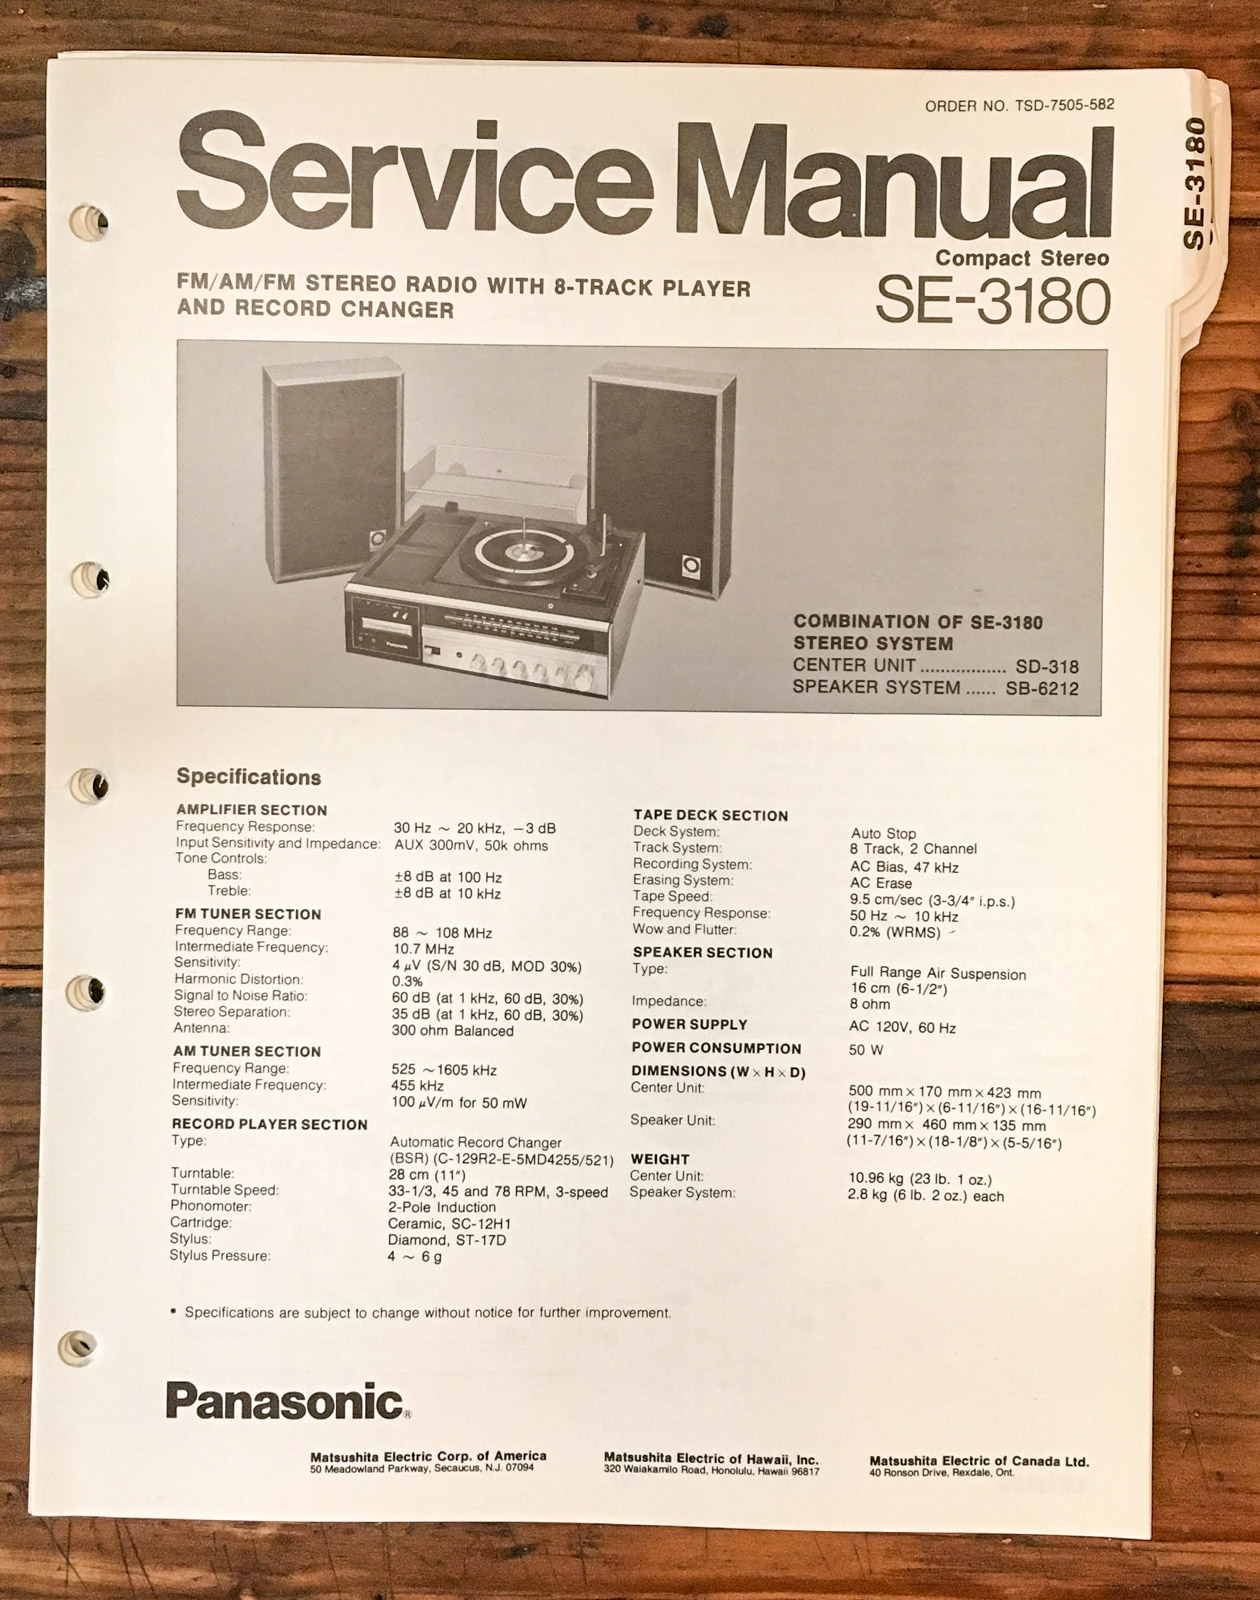 ORDER NO. TSD-7505-582
Service Manual
SE-3180
Compact Stereo
FM/AM/FM STEREO RADIO WITH 8-TRACK PLAYER
AND RECORD CHANGER
SE-3180
COMBINATION OF SE-3180
STEREO SYSTEM
CENTER UNIT ................. SD-318
SPEAKER SYSTEM ...... SB-6212
Panasonic
Specifications
AMPLIFIER SECTION
Frequency Response: 30 Hz ~ 20 kHz, −3 dB
Input Sensitivity and Impedance: AUX 300mV, 50k ohms
Tone Controls:
Bass: ±8 dB at 100 Hz
Treble: ±8 dB at 10 kHz
FM TUNER SECTION
Frequency Range: 88 ~ 108 MHz
Intermediate Frequency: 10.7 MHz
Sensitivity: 4 μV (S/N 30 dB, MOD 30%)
Harmonic Distortion: 0.3%
Signal to Noise Ratio: 60 dB (at 1 kHz, 60 dB, 30%)
Stereo Separation: 35 dB (at 1 kHz, 60 dB, 30%)
Antenna: 300 ohm Balanced
AM TUNER SECTION
Frequency Range: 525 ~ 1605 kHz
Intermediate Frequency: 455 kHz
Sensitivity: 100 μV/m for 50 mW
RECORD PLAYER SECTION
Type: Automatic Record Changer
(BSR) (C-129R2-E-5MD4255/521)
Turntable: 28 cm (11″)
Turntable Speed: 33-1/3, 45 and 78 RPM, 3-speed
Phonomoter: 2-Pole Induction
Cartridge: Ceramic, SC-12H1
Stylus: Diamond, ST-17D
Stylus Pressure: 4 ~ 6 g
TAPE DECK SECTION
Deck System: Auto Stop
Track System: 8 Track, 2 Channel
Recording System: AC Bias, 47 kHz
Erasing System: AC Erase
Tape Speed: 9.5 cm/sec (3-3/4″ i.p.s.)
Frequency Response: 50 Hz ~ 10 kHz
Wow and Flutter: 0.2% (WRMS)
SPEAKER SECTION
Type: Full Range Air Suspension
16 cm (6-1/2″)
Impedance: 8 ohm
POWER SUPPLY AC 120V, 60 Hz
POWER CONSUMPTION 50 W
DIMENSIONS (W × H × D)
Center Unit: 500 mm × 170 mm × 423 mm
(19-11/16″) × (6-11/16″) × (16-11/16″)
Speaker Unit: 290 mm × 460 mm × 135 mm
(11-7/16″) × (18-1/8″) × (5-5/16″)
WEIGHT
Center Unit: 10.96 kg (23 lb. 1 oz.)
Speaker System: 2.8 kg (6 lb. 2 oz.) each
* Specifications are subject to change without notice for further improvement.
Panasonic®
Matsushita Electric Corp. of America
50 Meadowland Parkway, Secaucus, N.J. 07094
Matsushita Electric of Hawaii, Inc.
320 Waiakamilo Road, Honolulu, Hawaii 96817
Matsushita Electric of Canada Ltd.
40 Ronson Drive, Rexdale, Ont.